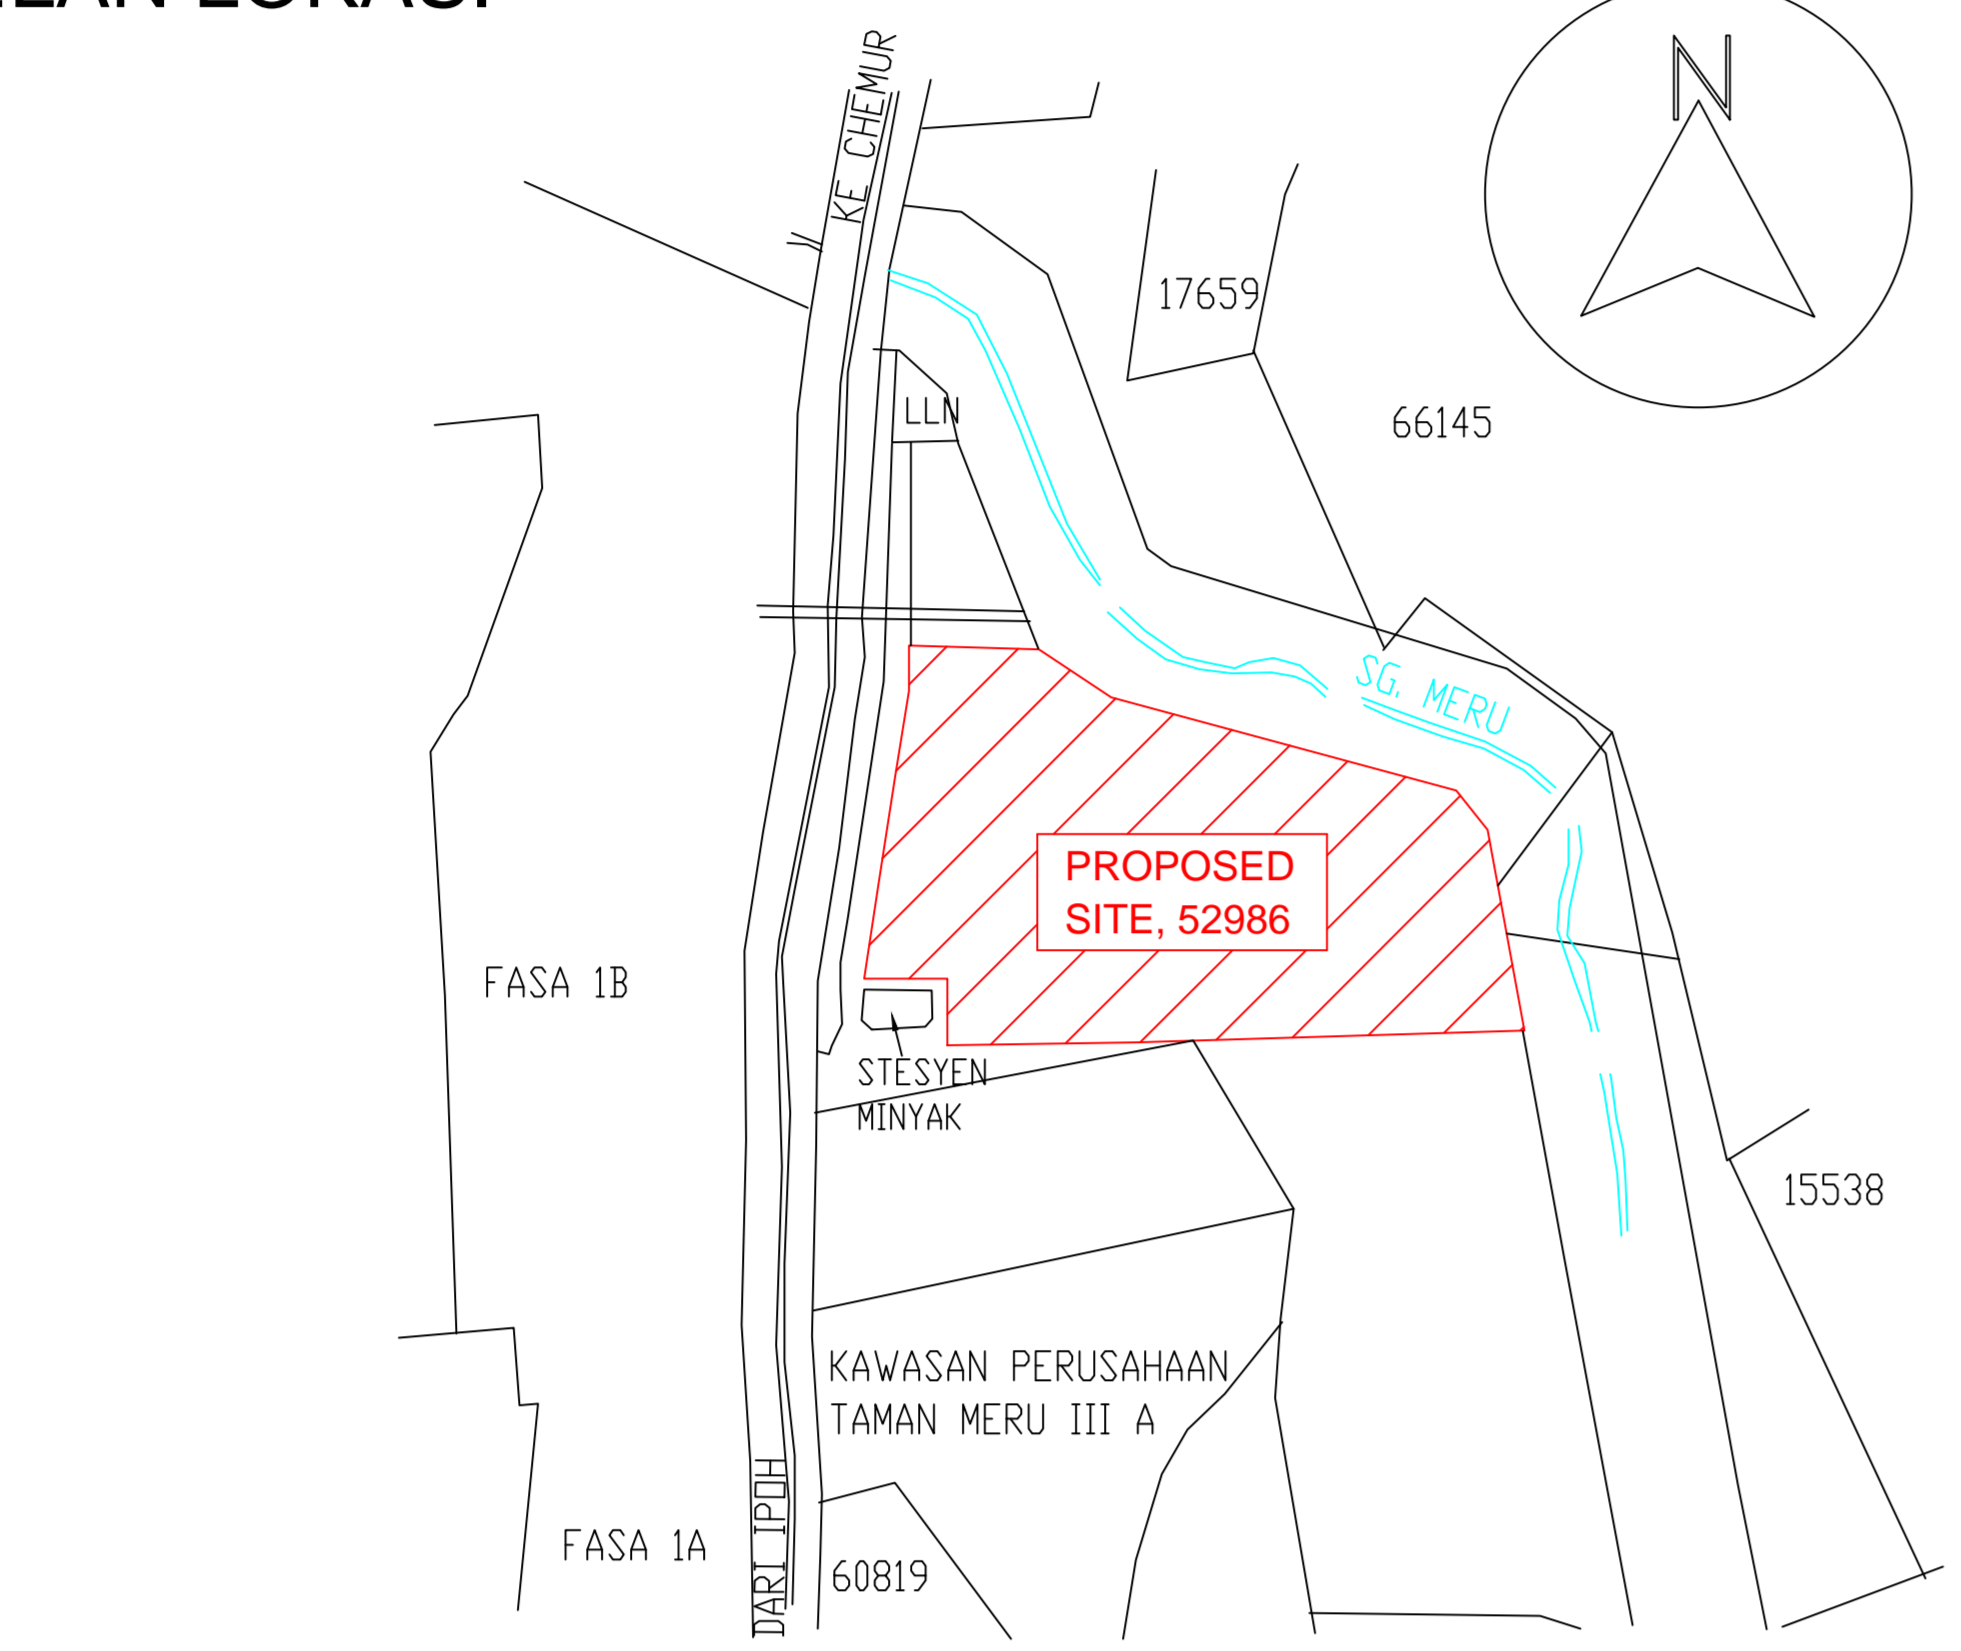 KE CHEMUR
N
17659
66145
LLN
SG. MERU
PROPOSED
SITE, 52986
FASA 1B
STESYEN
MINYAK
15538
KAWASAN PERUSAHAAN
TAMAN MERU III A
DARI IPOH
FASA 1A
60819